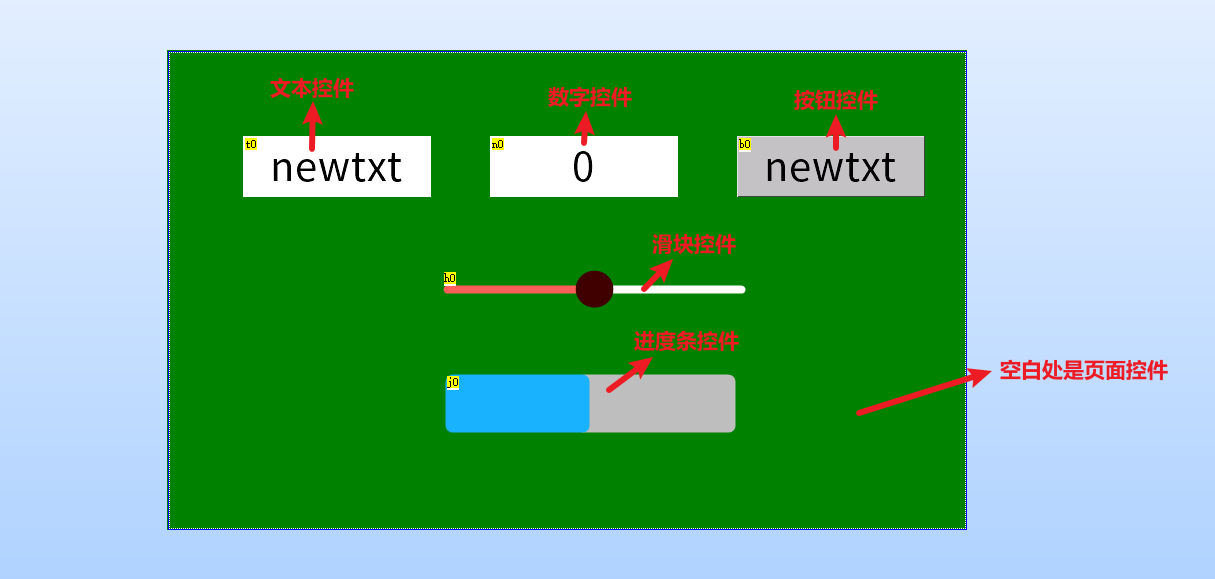 文本控件
数字控件
按钮控件
t0
newtxt
n0
0
b0
newtxt
滑块控件
h0
进度条控件
j0
空白处是页面控件